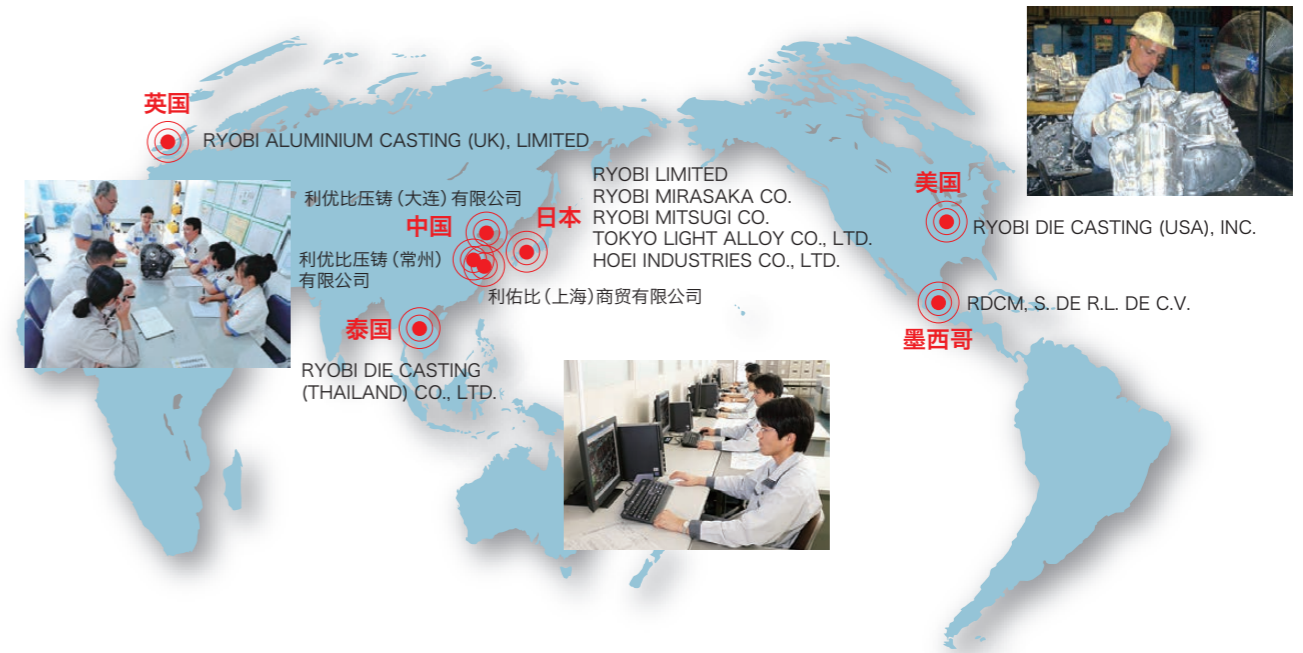 英国
RYOBI ALUMINIUM CASTING (UK), LIMITED
利优比压铸（大连）有限公司
中国
利优比压铸（常州）
有限公司
利佑比（上海）商贸有限公司
日本
RYOBI LIMITED
RYOBI MIRASAKA CO.
RYOBI MITSUGI CO.
TOKYO LIGHT ALLOY CO., LTD.
HOEI INDUSTRIES CO., LTD.
泰国
RYOBI DIE CASTING
(THAILAND) CO., LTD.
美国
RYOBI DIE CASTING (USA), INC.
RDCM, S. DE R.L. DE C.V.
墨西哥